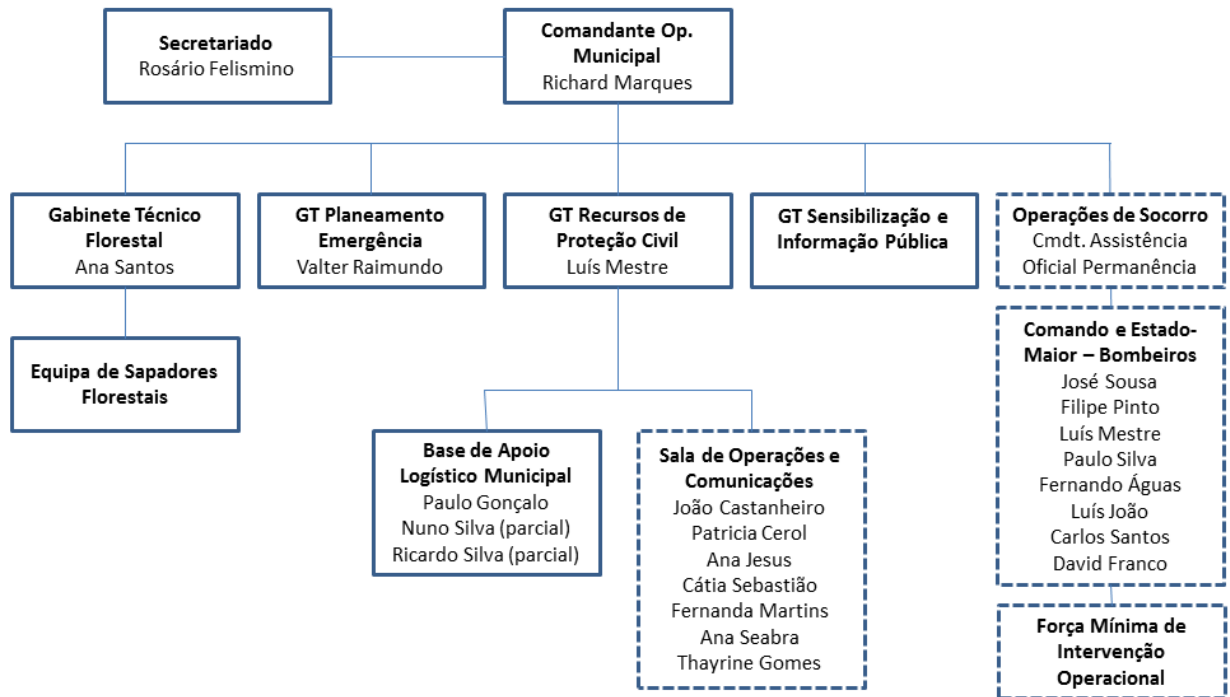 Secretariado
Rosário Felismino
Comandante Op.
Municipal
Richard Marques
Gabinete Técnico
Florestal
Ana Santos
GT Planeamento
Emergência
Valter Raimundo
GT Recursos de
Proteção Civil
Luís Mestre
GT Sensibilização e
Informação Pública
Operações de Socorro
Cmdt. Assistência
Oficial Permanência
Equipa de Sapadores
Florestais
Comando e Estado-
Maior – Bombeiros
José Sousa
Filipe Pinto
Luís Mestre
Paulo Silva
Fernando Águas
Luís João
Carlos Santos
David Franco
Base de Apoio
Logístico Municipal
Paulo Gonçalo
Nuno Silva (parcial)
Ricardo Silva (parcial)
Sala de Operações e
Comunicações
João Castanheiro
Patricia Cerol
Ana Jesus
Cátia Sebastião
Fernanda Martins
Ana Seabra
Thayrine Gomes
Força Mínima de
Intervenção
Operacional